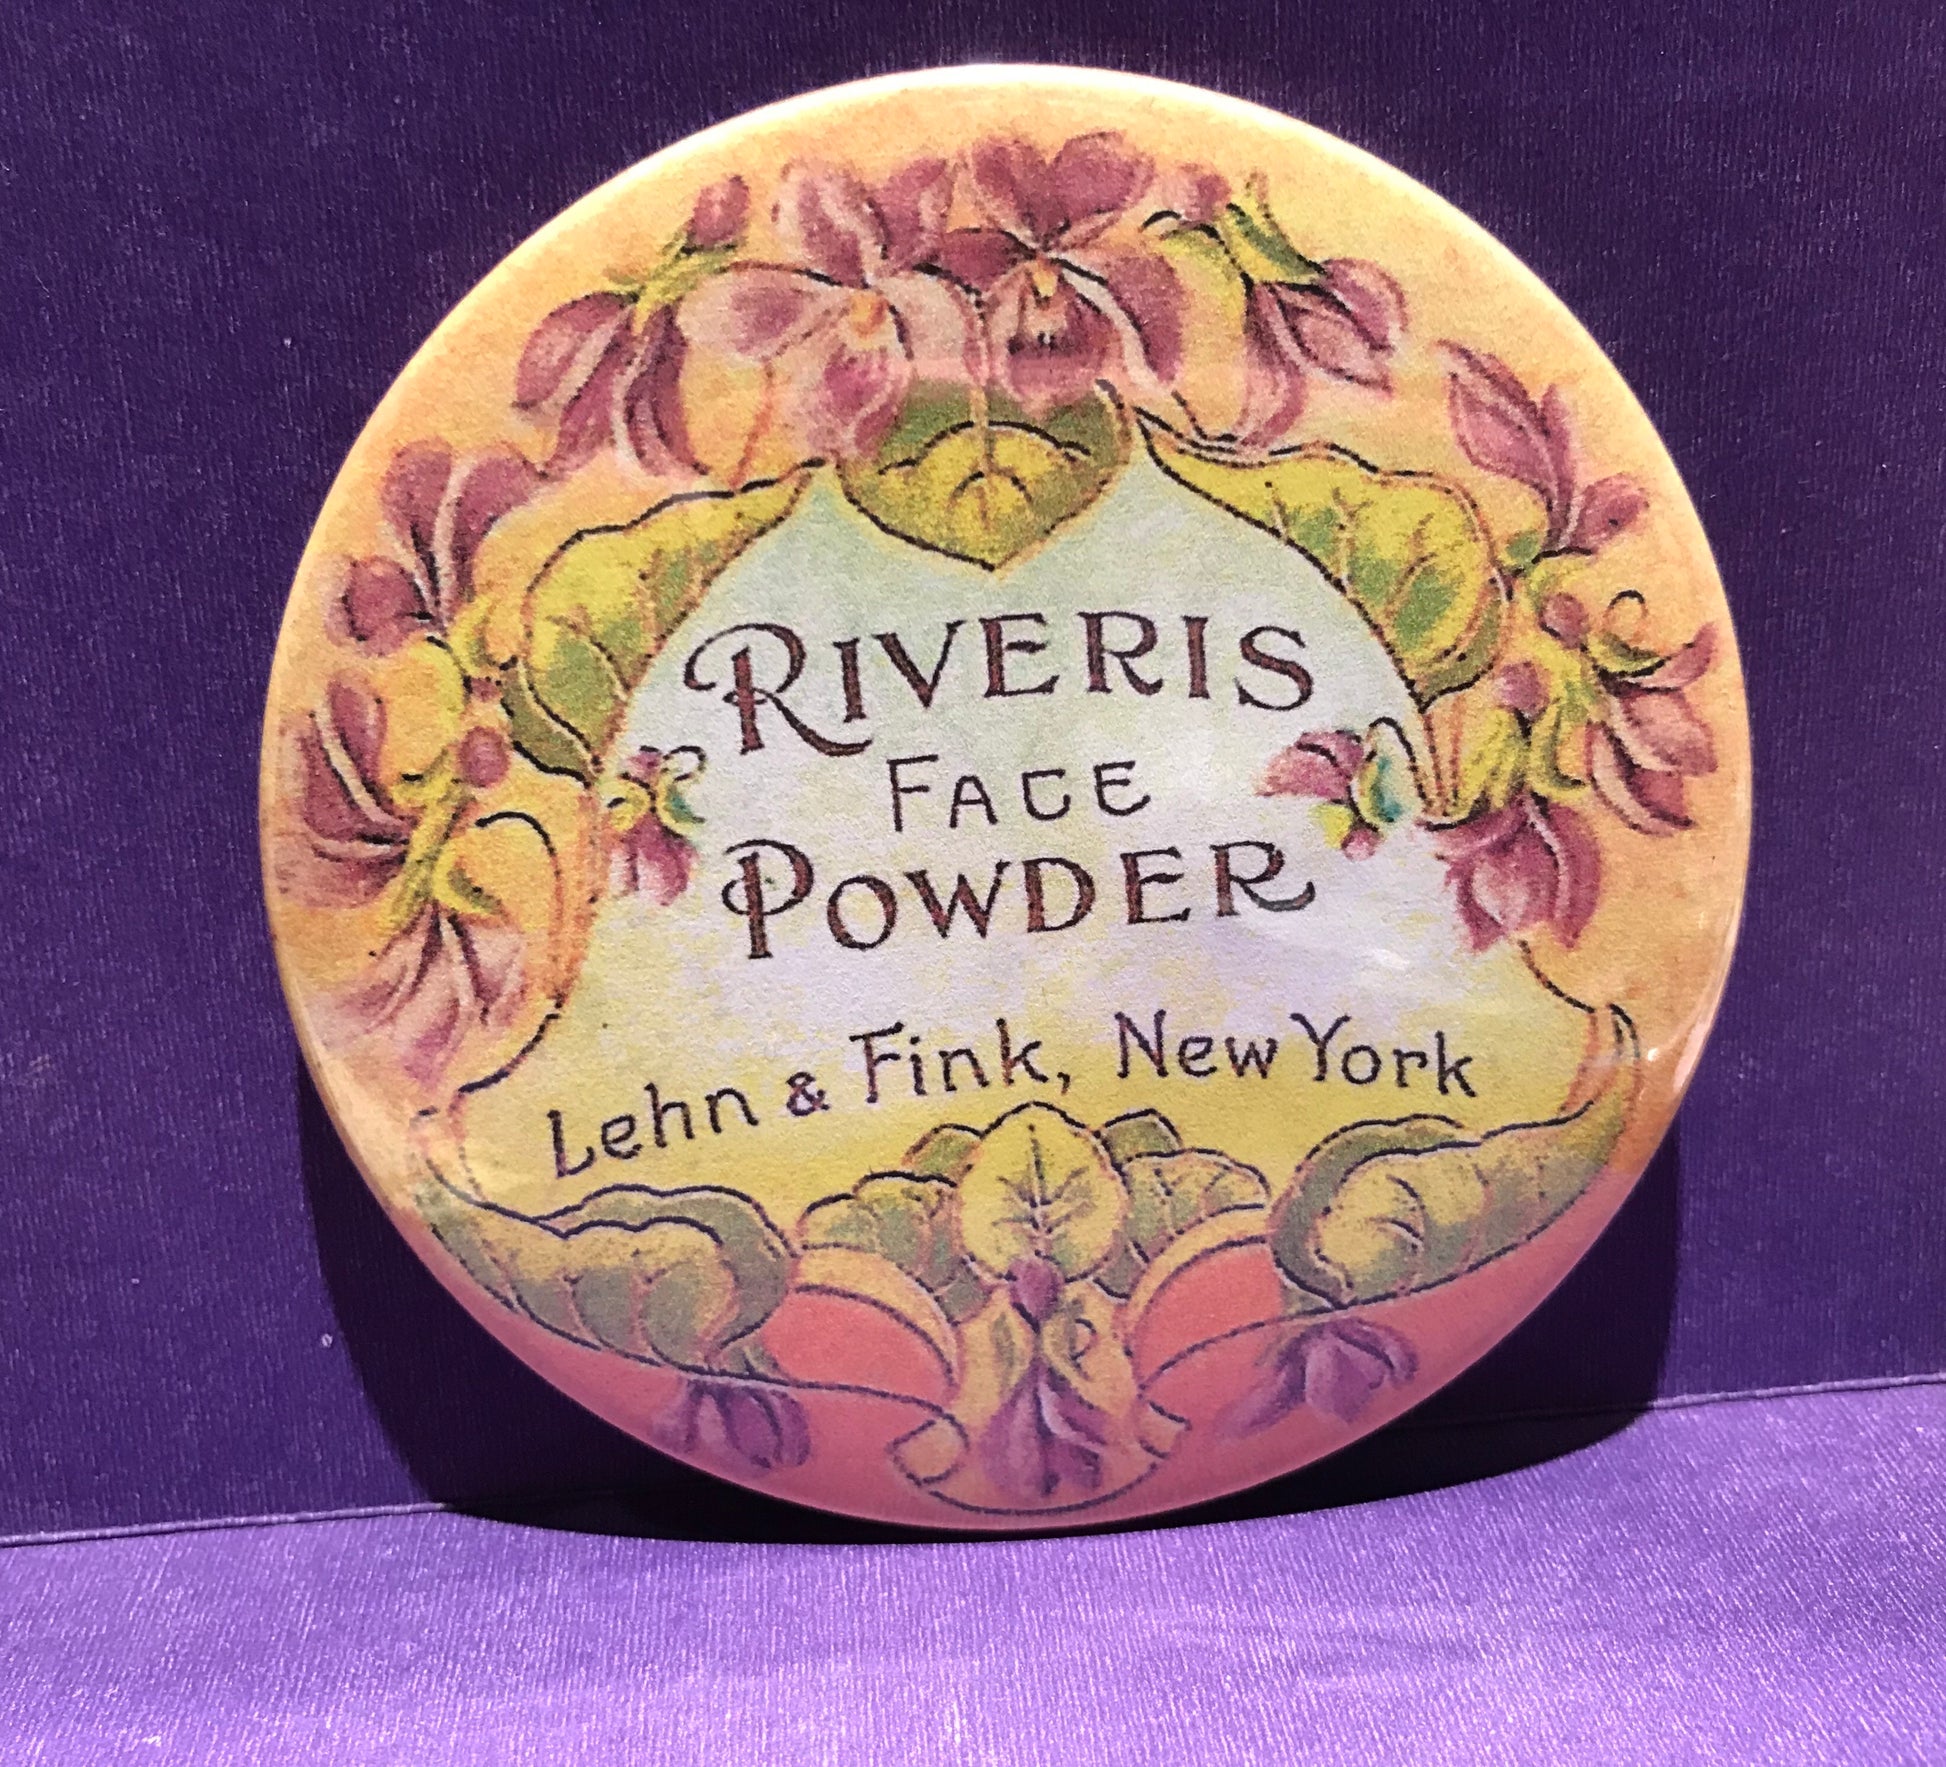 RIVERIS
FACE
POWDER
Lehn & Fink, New York